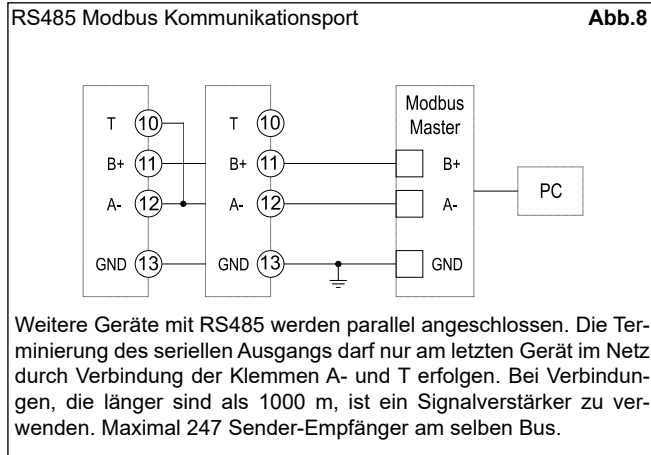 RS485 Modbus Kommunikationsport Abb.8
Modbus
Master
T 10 T 10
B+ 11 B+ 11 B+
A- 12 A- 12 A- PC
GND 13 GND 13 GND
Weitere Geräte mit RS485 werden parallel angeschlossen. Die Ter-
minierung des seriellen Ausgangs darf nur am letzten Gerät im Netz
durch Verbindung der Klemmen A- und T erfolgen. Bei Verbindun-
gen, die länger sind als 1000 m, ist ein Signalverstärker zu ver-
wenden. Maximal 247 Sender-Empfänger am selben Bus.